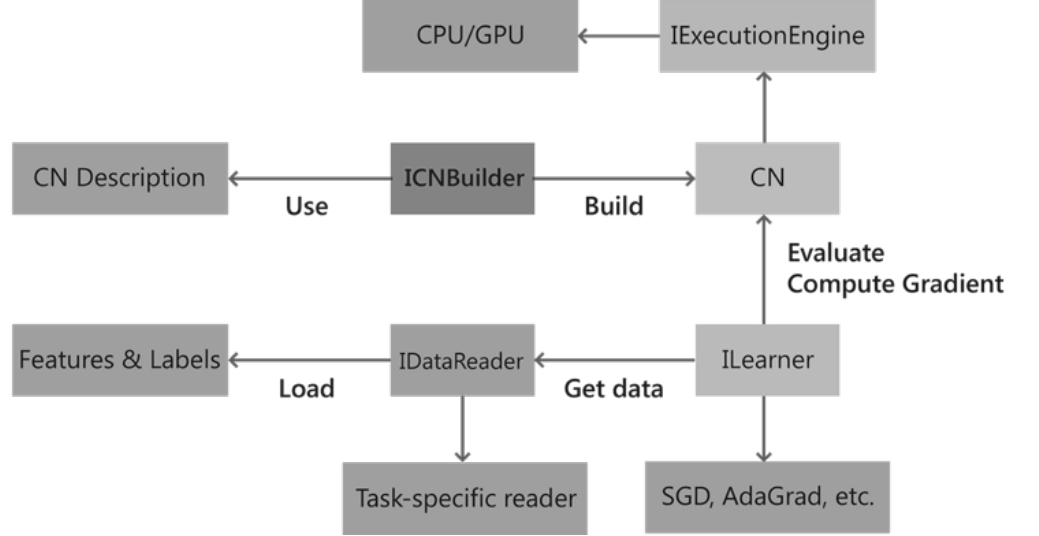 CPU/GPU
IExecutionEngine
CN Description
Use
ICNBuilder
Build
CN
Evaluate
Compute Gradient
Features & Labels
Load
IDataReader
Get data
ILearner
Task-specific reader
SGD, AdaGrad, etc.